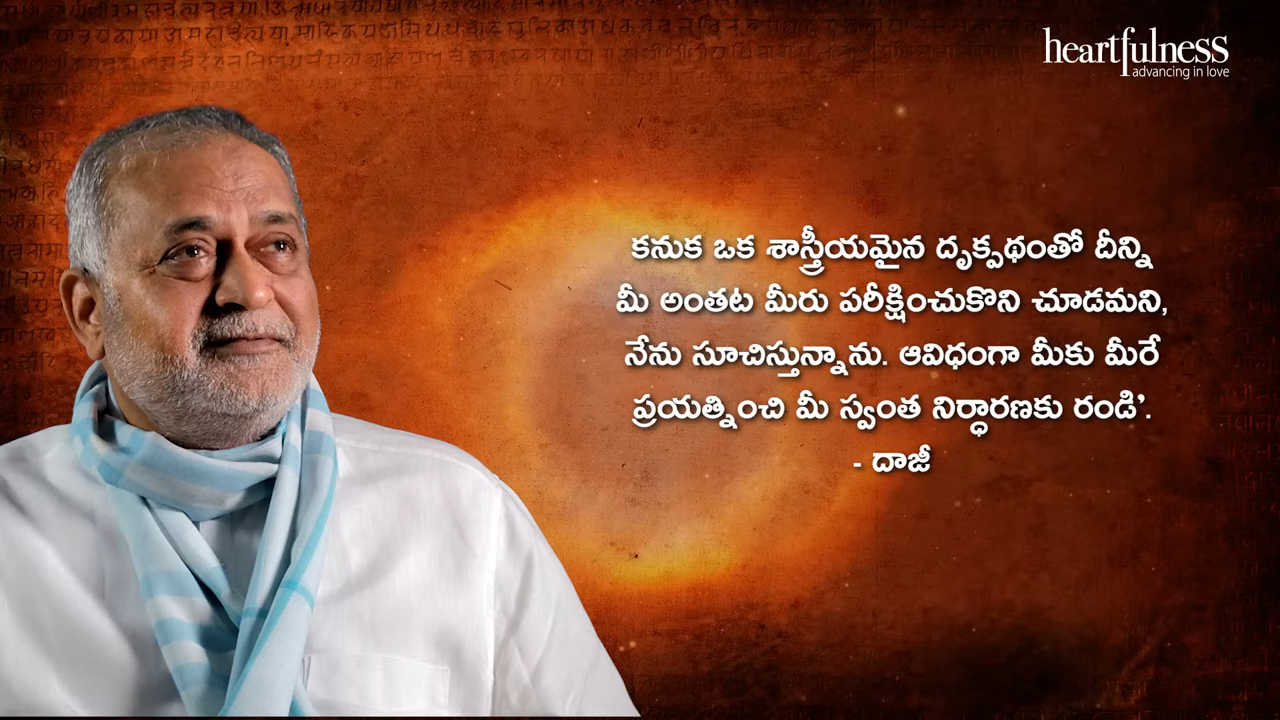 heartfulness
advancing in love
కనుక ఒక శాస్త్రీయమైన దృక్పథంతో దీన్ని
మీ అంతట మీరు పరీక్షించుకొని చూడమని,
నేను సూచిస్తున్నాను. ఆవిధంగా మీకు మీరే
ప్రయత్నించి మీ స్వంత నిర్ధారణకు రండి’.
- దాజీ